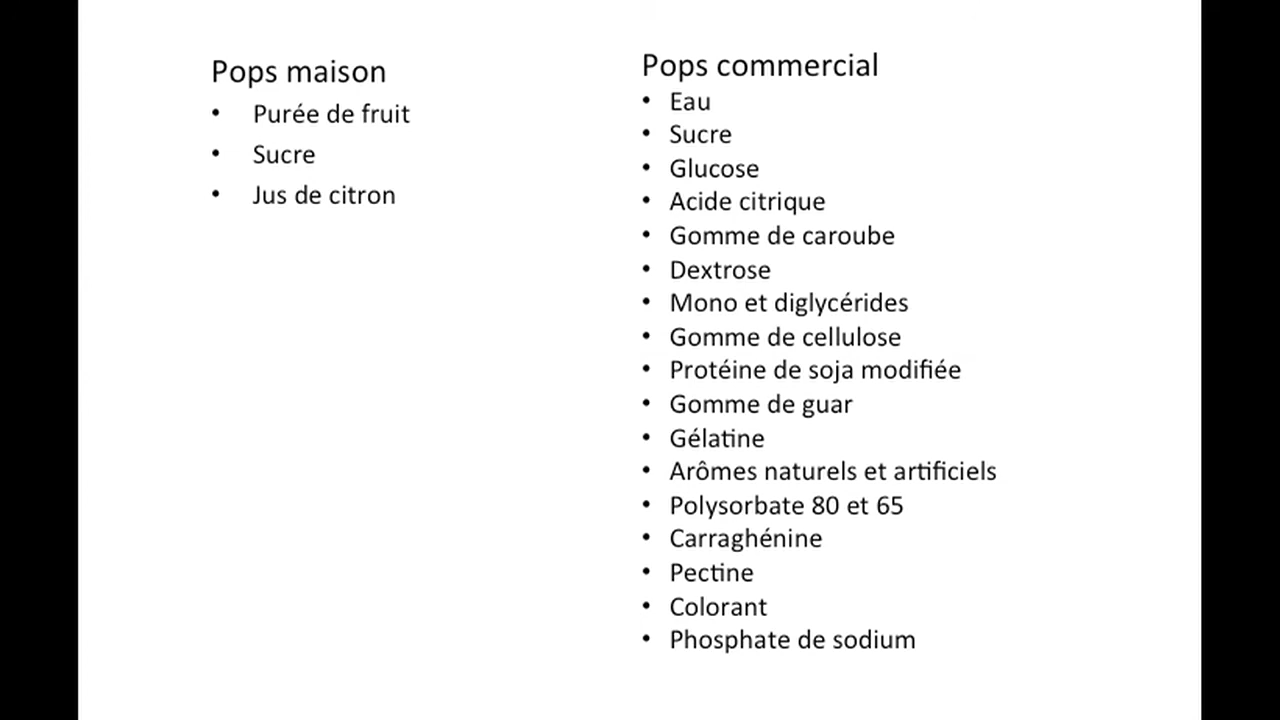 Pops maison
• Purée de fruit
• Sucre
• Jus de citron
Pops commercial
• Eau
• Sucre
• Glucose
• Acide citrique
• Gomme de caroube
• Dextrose
• Mono et diglycérides
• Gomme de cellulose
• Protéine de soja modifiée
• Gomme de guar
• Gélatine
• Arômes naturels et artificiels
• Polysorbate 80 et 65
• Carraghénine
• Pectine
• Colorant
• Phosphate de sodium